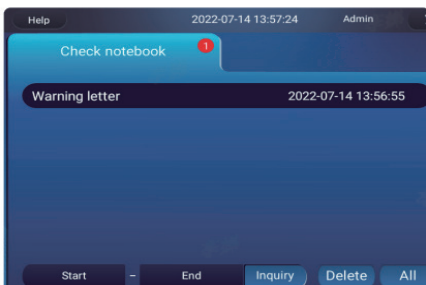 Help 2022-07-14 13:57:24 Admin
Check notebook 1
Warning letter 2022-07-14 13:56:55
Start – End Inquiry Delete All